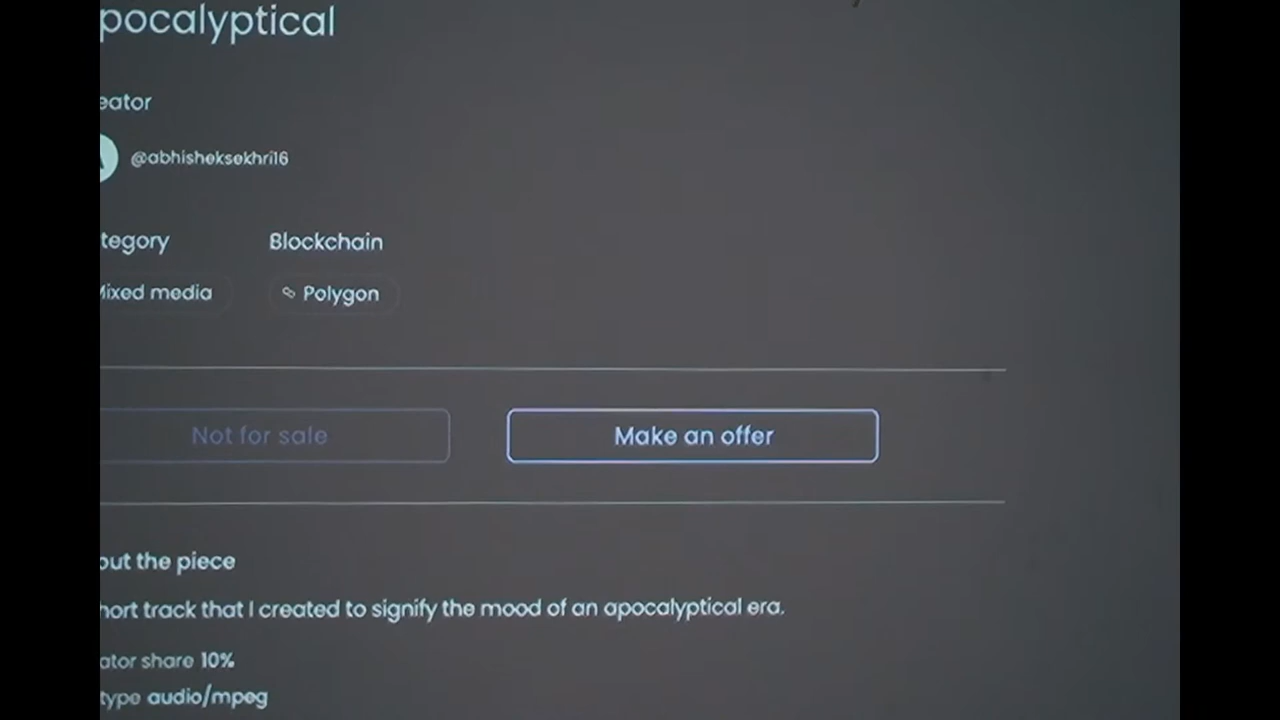 pocalyptical
eator
@abhisheksekhri16
tegory Blockchain
Mixed media Polygon
Not for sale Make an offer
out the piece
hort track that I created to signify the mood of an apocalyptical era.
ator share 10%
type audio/mpeg